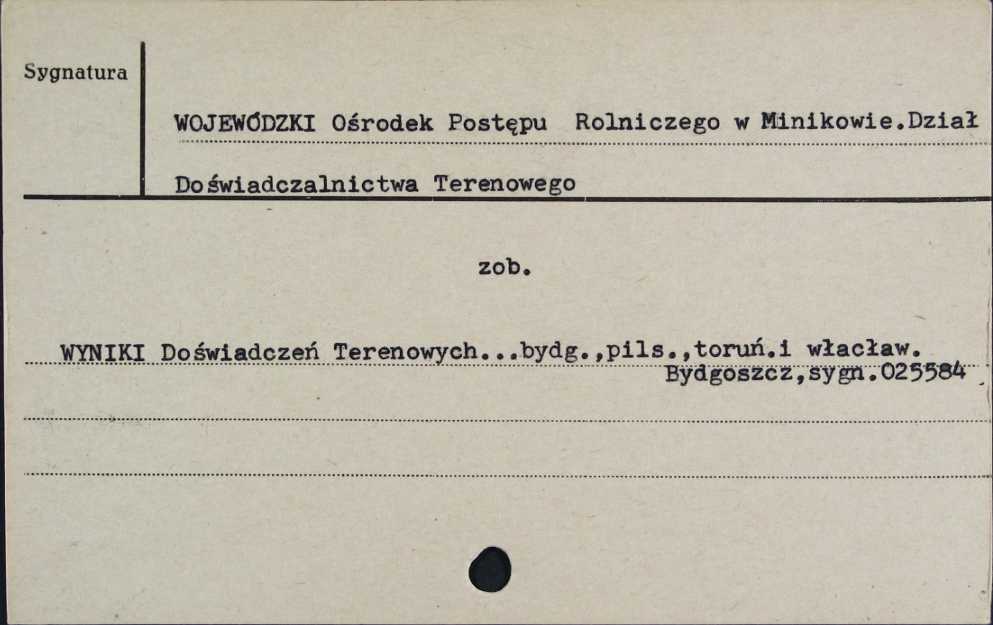 Sygnatura
WOJEWÓDZKI Ośrodek Postępu Rolniczego w Minikowie.Dział
Doświadczalnictwa Terenowego
zob.
WYNIKI Doświadczeń Terenowych...bydg.,pils.,toruń.i włacław.
Bydgoszcz,sygn.025584